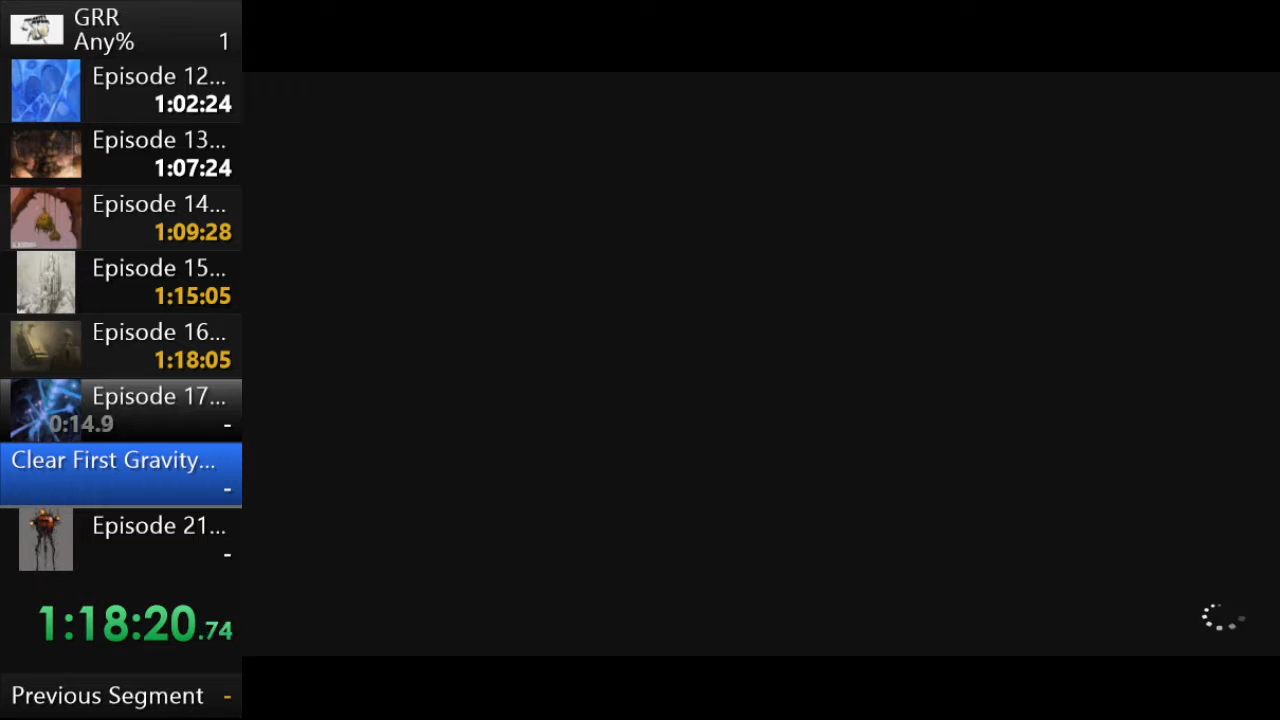 GRR
Any% 1
Episode 12...
1:02:24
Episode 13...
1:07:24
Episode 14...
1:09:28
Episode 15...
1:15:05
Episode 16...
1:18:05
Episode 17...
0:14.9 -
Clear First Gravity...
-
Episode 21...
-
1:18:20.74
Previous Segment -